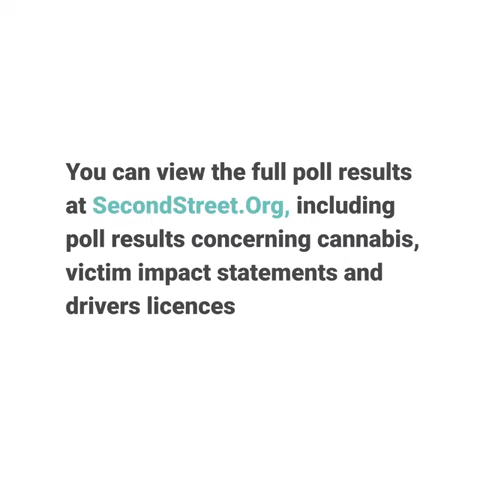 You can view the full poll results
at SecondStreet.Org, including
poll results concerning cannabis,
victim impact statements and
drivers licences